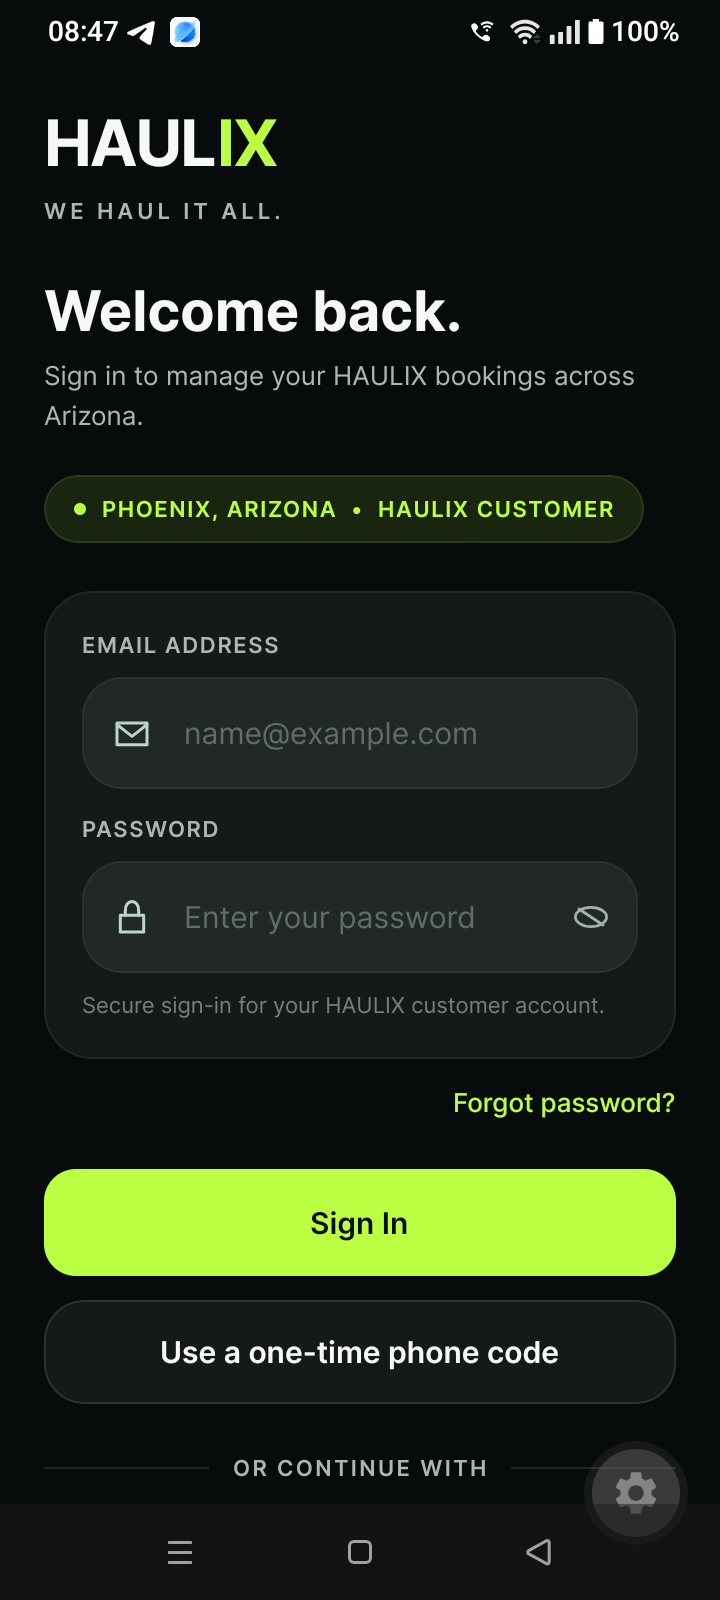 08:47
100%
HAULIX
WE HAUL IT ALL.
Welcome back.
Sign in to manage your HAULIX bookings across
Arizona.
PHOENIX, ARIZONA • HAULIX CUSTOMER
EMAIL ADDRESS
name@example.com
PASSWORD
Enter your password
Secure sign-in for your HAULIX customer account.
Forgot password?
Sign In
Use a one-time phone code
OR CONTINUE WITH